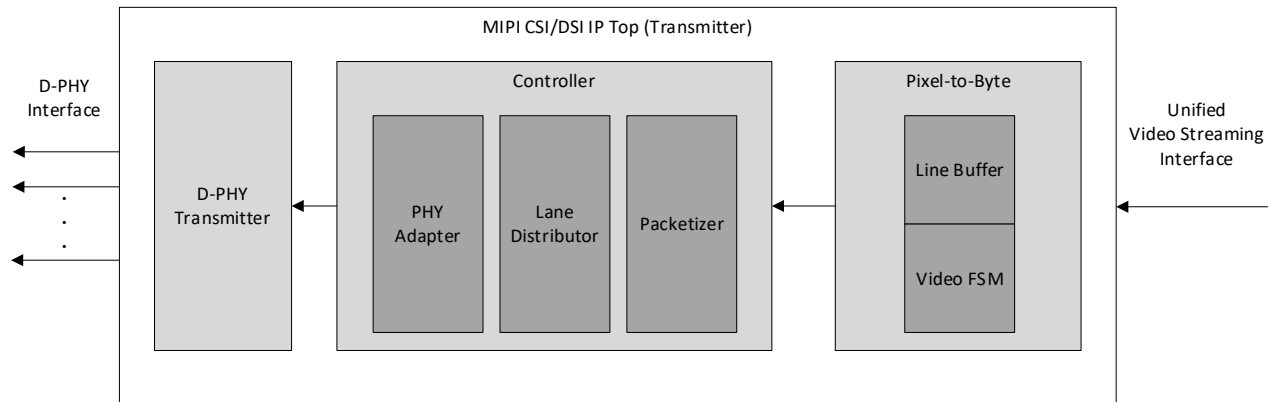 MIPI CSI/DSI IP Top (Transmitter)
D-PHY
Interface
.
.
.
D-PHY
Transmitter
Controller
PHY
Adapter
Lane
Distributor
Packetizer
Pixel-to-Byte
Line Buffer
Video FSM
Unified
Video Streaming
Interface